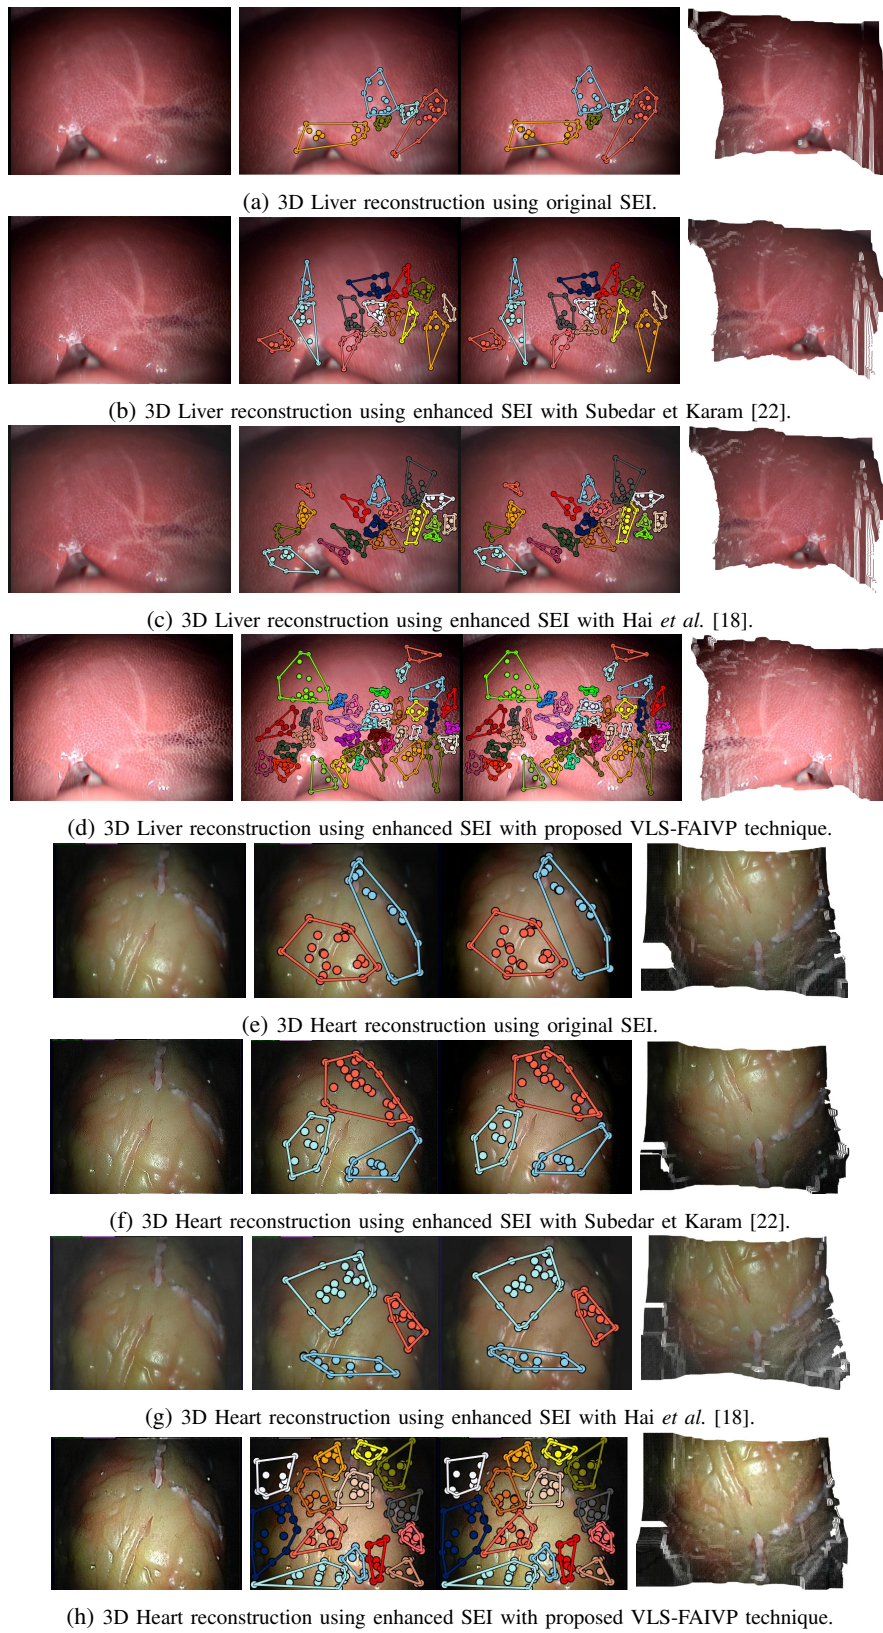 (a) 3D Liver reconstruction using original SEI.
(b) 3D Liver reconstruction using enhanced SEI with Subedar et Karam [22].
(c) 3D Liver reconstruction using enhanced SEI with Hai et al. [18].
(d) 3D Liver reconstruction using enhanced SEI with proposed VLS-FAIVP technique.
(e) 3D Heart reconstruction using original SEI.
(f) 3D Heart reconstruction using enhanced SEI with Subedar et Karam [22].
(g) 3D Heart reconstruction using enhanced SEI with Hai et al. [18].
(h) 3D Heart reconstruction using enhanced SEI with proposed VLS-FAIVP technique.